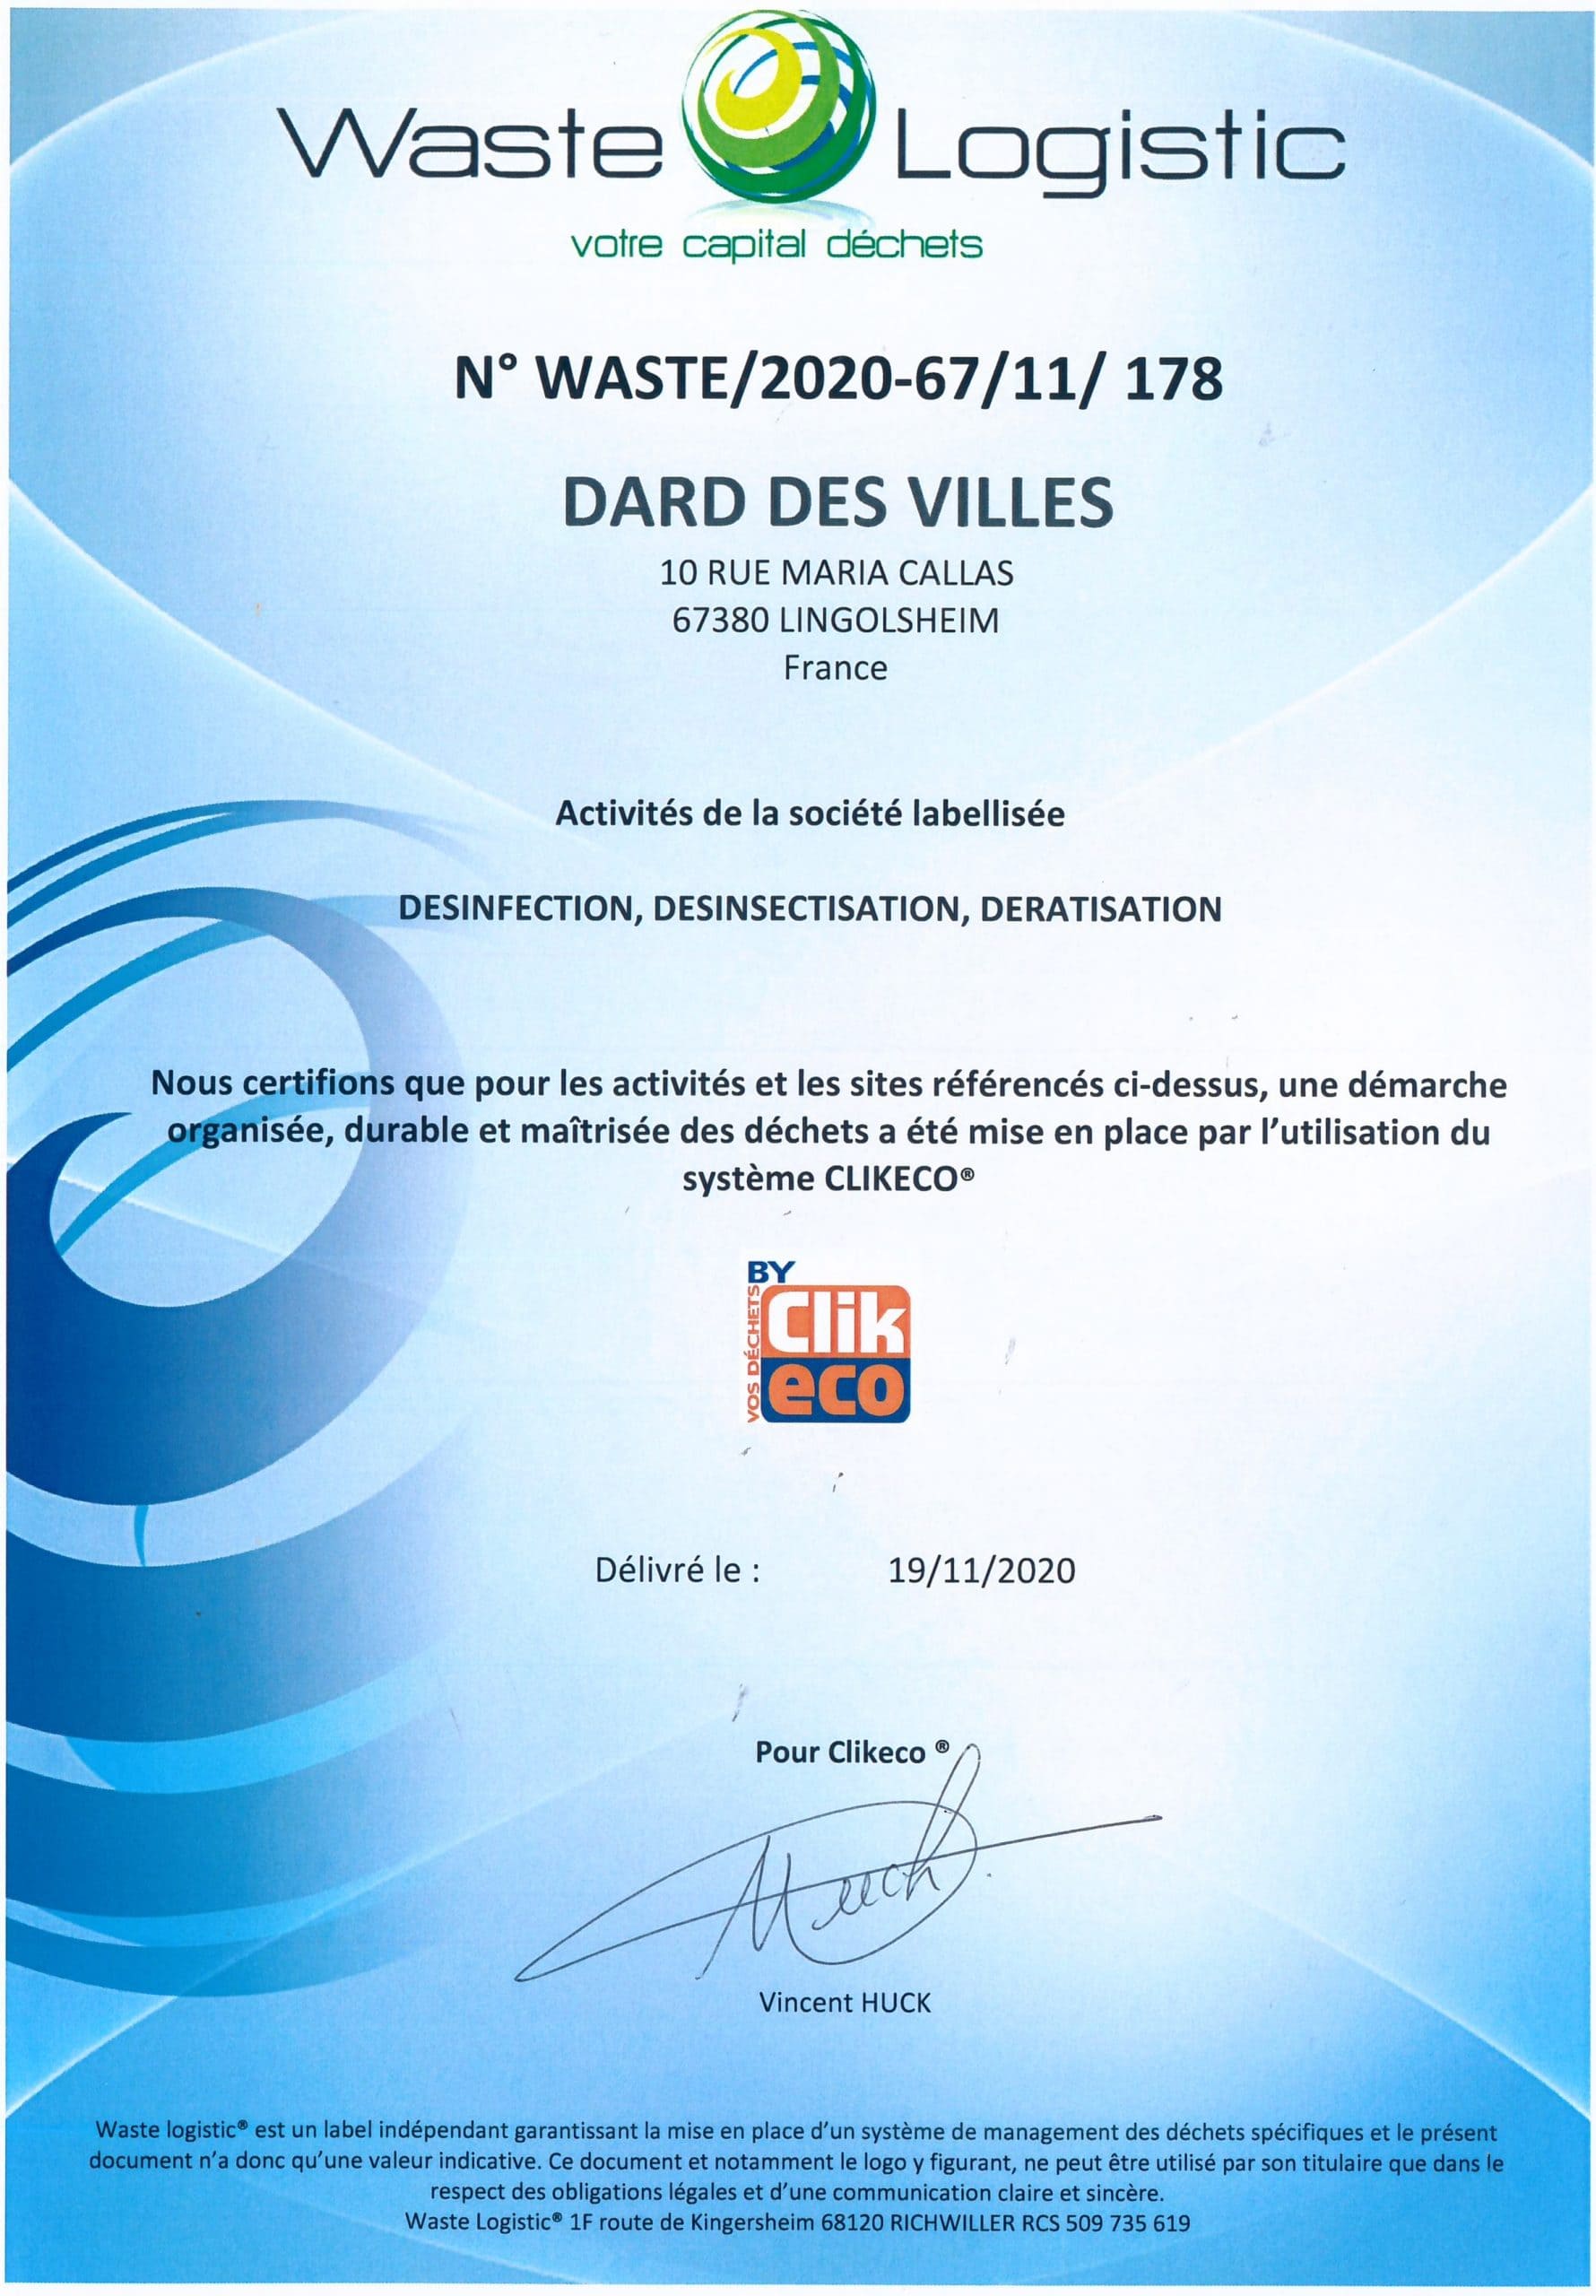 Waste Logistic
votre capital déchets
N° WASTE/2020-67/11/ 178
DARD DES VILLES
10 RUE MARIA CALLAS
67380 LINGOLSHEIM
France
Activités de la société labellisée
DESINFECTION, DESINSECTISATION, DERATISATION
Nous certifions que pour les activités et les sites référencés ci-dessus, une démarche
organisée, durable et maîtrisée des déchets a été mise en place par l'utilisation du
système CLIKECO®
BY
VOS DÉCHETS
Clik
eco
Délivré le : 19/11/2020
Pour Clikeco ®
Huck
Vincent HUCK
Waste logistic® est un label indépendant garantissant la mise en place d'un système de management des déchets spécifiques et le présent
document n'a donc qu'une valeur indicative. Ce document et notamment le logo y figurant, ne peut être utilisé par son titulaire que dans le
respect des obligations légales et d'une communication claire et sincère.
Waste Logistic® 1F route de Kingersheim 68120 RICHWILLER RCS 509 735 619